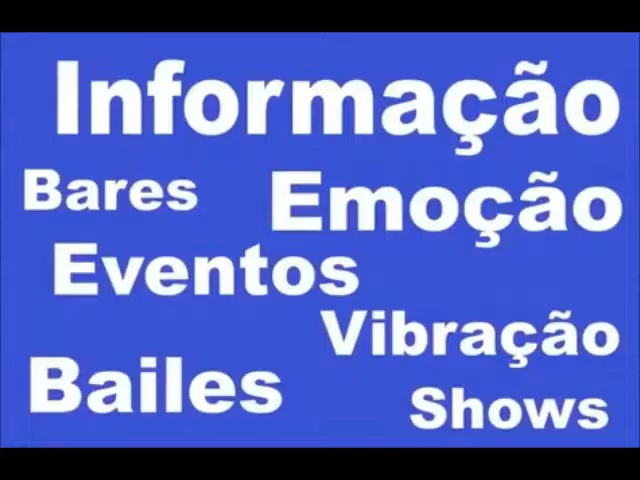 Informação
Bares
Emoção
Eventos
Vibração
Bailes
Shows